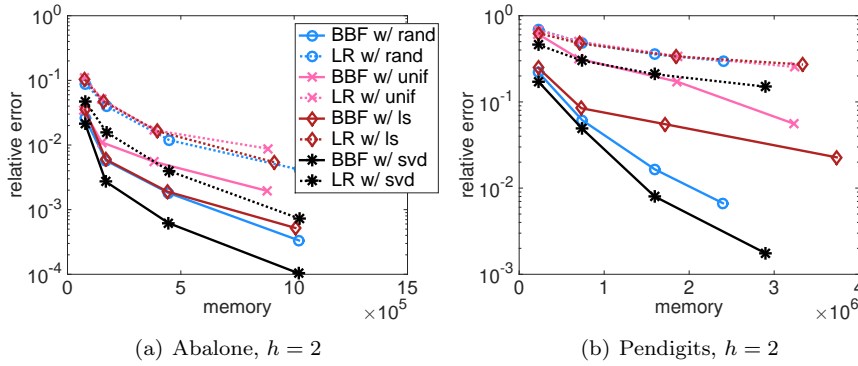 10^0
10^-1
10^-2
10^-3
10^-4
relative error
0
5
10
15
memory
×10^5
BBF w/ rand
LR w/ rand
BBF w/ unif
LR w/ unif
BBF w/ ls
LR w/ ls
BBF w/ svd
LR w/ svd
(a) Abalone, h = 2
10^0
10^-1
10^-2
10^-3
relative error
0
1
2
3
4
memory
×10^6
(b) Pendigits, h = 2